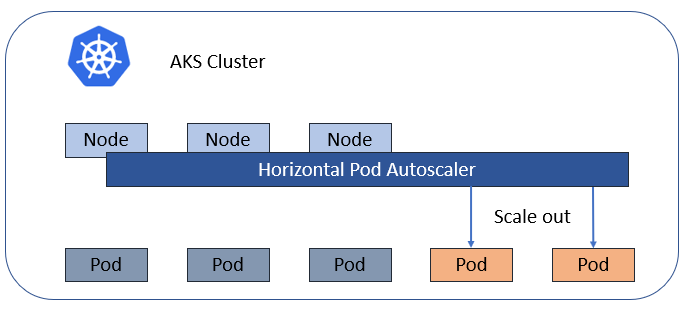 AKS Cluster
Node Node Node
Horizontal Pod Autoscaler
Scale out
Pod Pod Pod Pod Pod